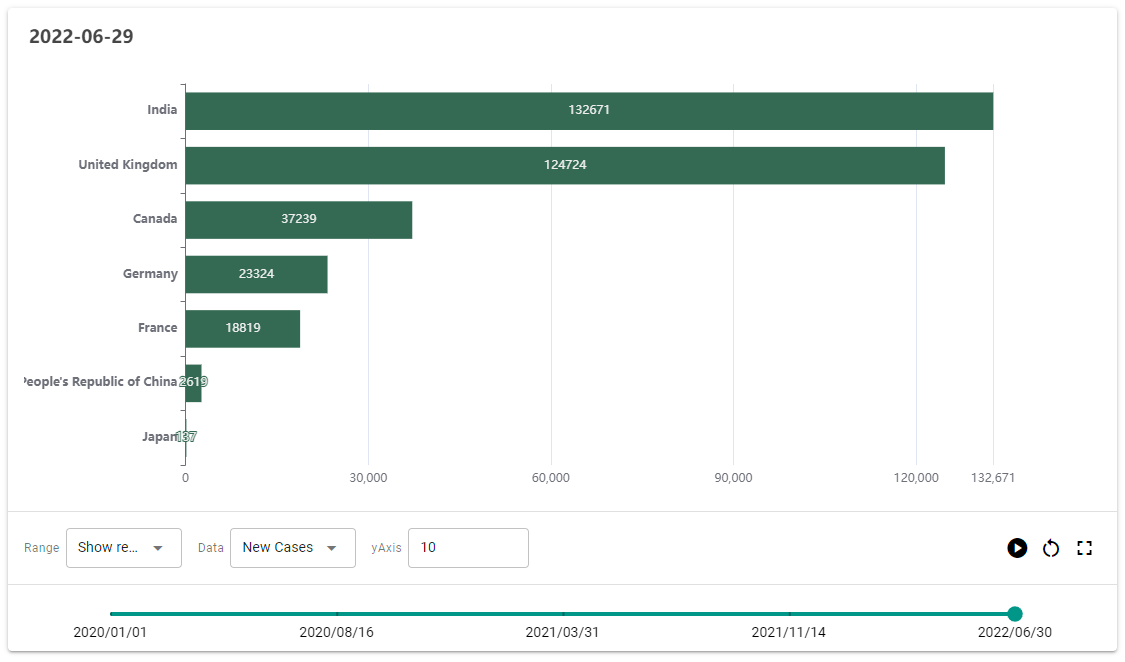 2022-06-29
India 132671
United Kingdom 124724
Canada 37239
Germany 23324
France 18819
People's Republic of China 2619
Japan 137
0 30,000 60,000 90,000 120,000 132,671
Range Show re... Data New Cases yAxis 10
2020/01/01 2020/08/16 2021/03/31 2021/11/14 2022/06/30